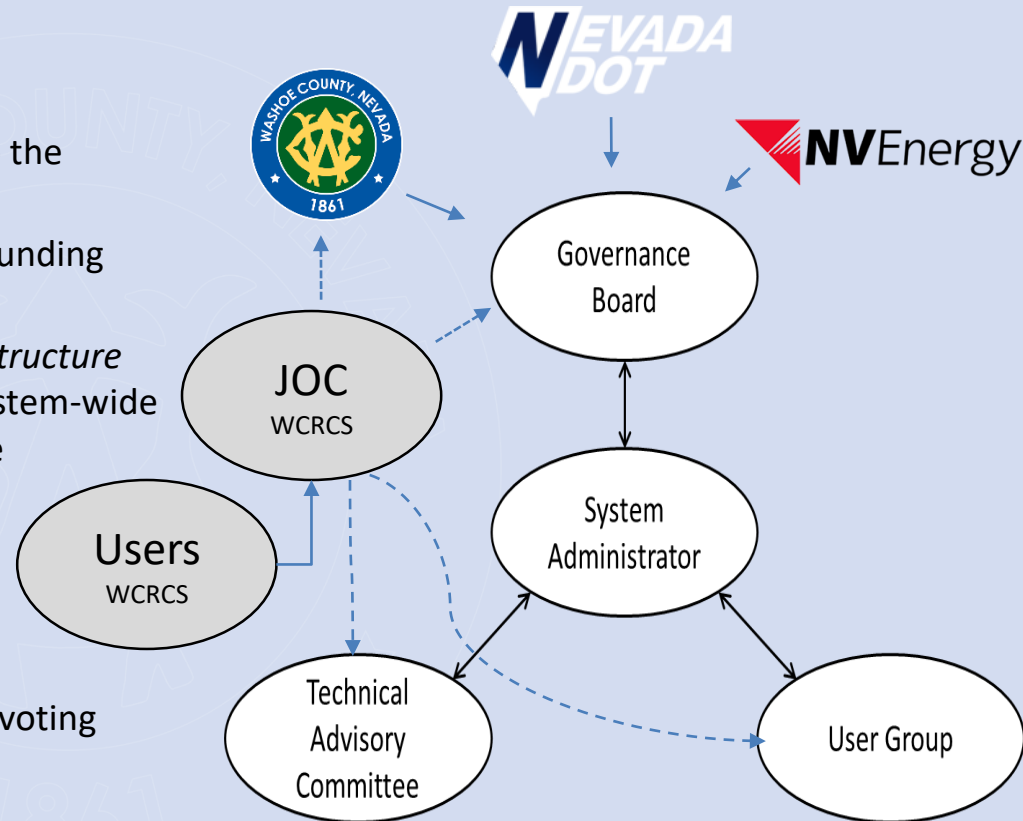 the
unding
tructure
stem-wide
e
voting
WASHOE COUNTY, NEVADA
1861
NEVADA
DOT
NVEnergy
Governance
Board
JOC
WCRCS
Users
WCRCS
System
Administrator
Technical
Advisory
Committee
User Group